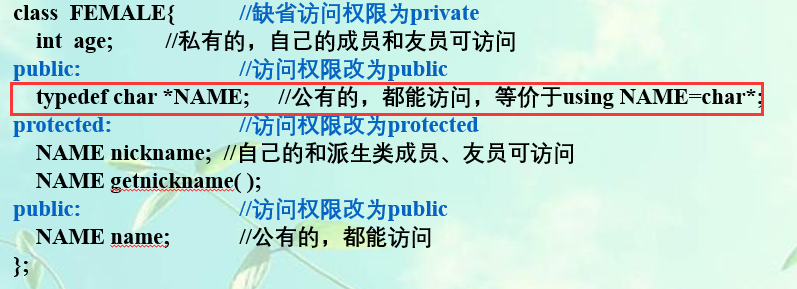 class FEMALE{ //缺省访问权限为private
int age; //私有的，自己的成员和友员可访问
public: //访问权限改为public
typedef char *NAME; //公有的，都能访问，等价于using NAME=char*;
protected: //访问权限改为protected
NAME nickname; //自己的和派生类成员、友员可访问
NAME getnickname( );
public: //访问权限改为public
NAME name; //公有的，都能访问
};